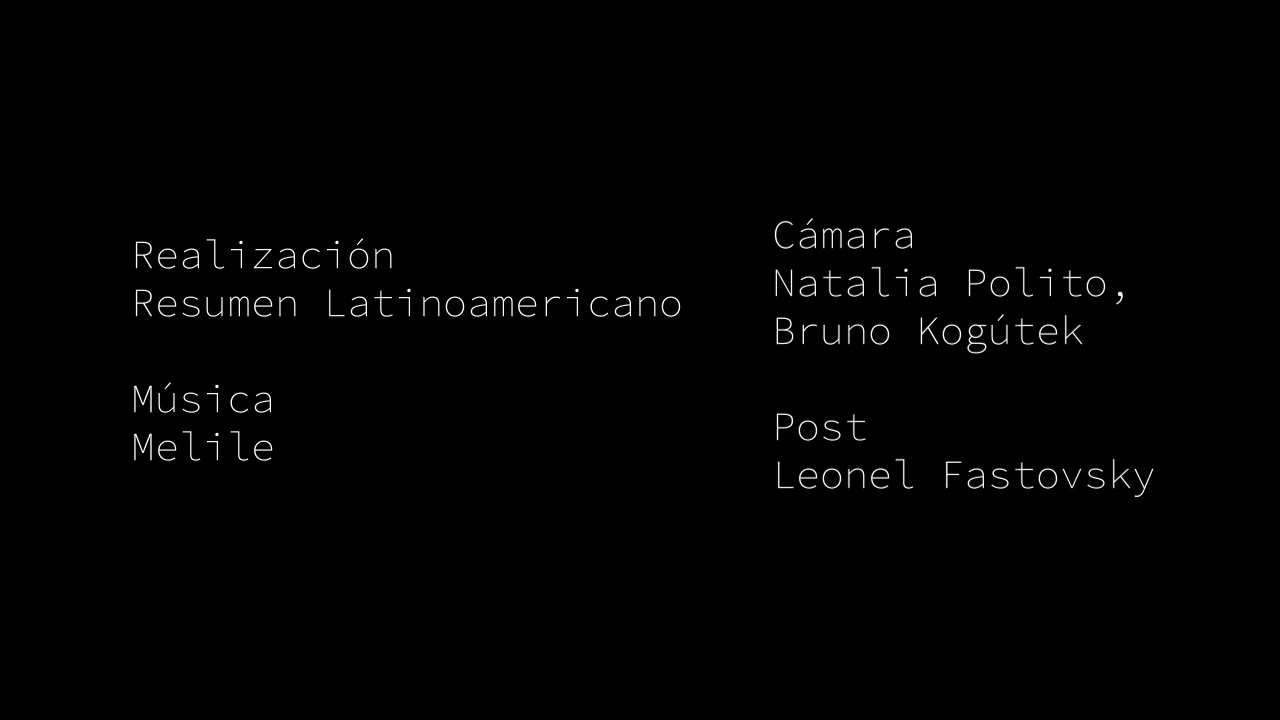 Realización
Resumen Latinoamericano
Música
Melile
Cámara
Natalia Polito,
Bruno Kogútek
Post
Leonel Fastovsky